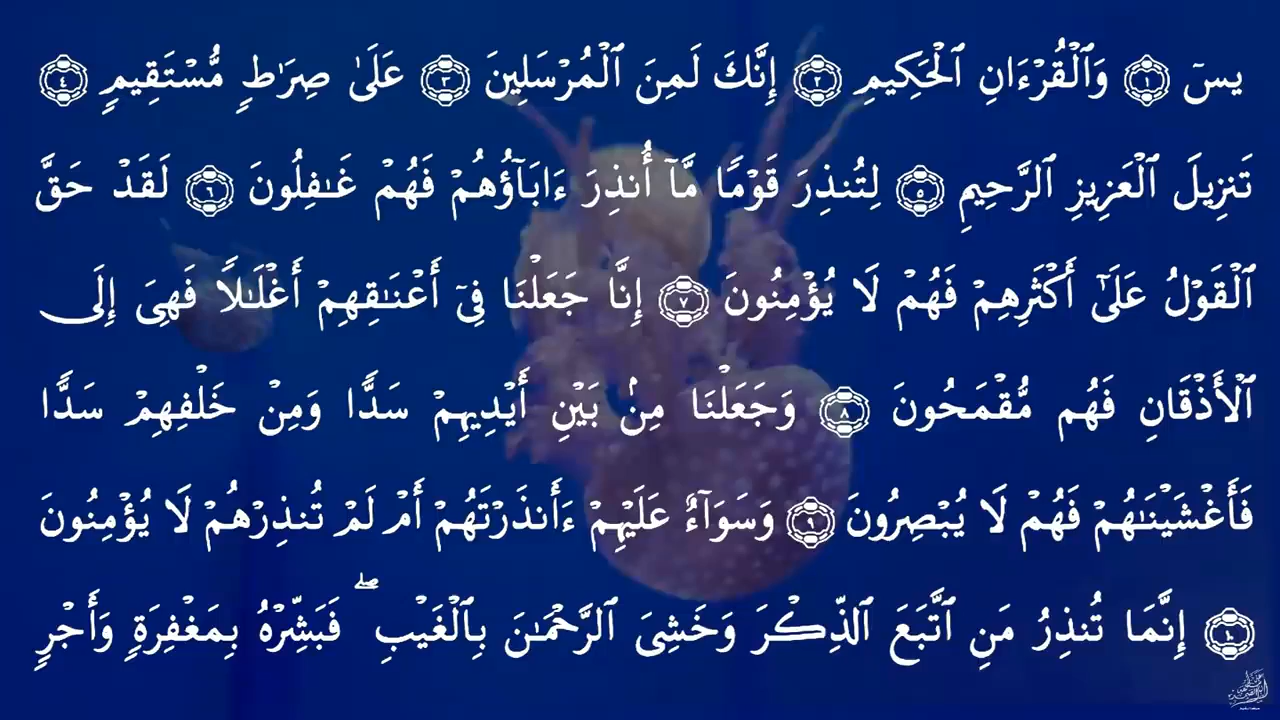 يسٓ ١ وَٱلْقُرْءَانِ ٱلْحَكِيمِ ٢ إِنَّكَ لَمِنَ ٱلْمُرْسَلِينَ ٣ عَلَىٰ صِرَٰطٍ مُّسْتَقِيمٍ ٤
تَنزِيلَ ٱلْعَزِيزِ ٱلرَّحِيمِ ٥ لِتُنذِرَ قَوْمًا مَّآ أُنذِرَ ءَابَآؤُهُمْ فَهُمْ غَـٰفِلُونَ ٦ لَقَدْ حَقَّ
ٱلْقَوْلُ عَلَىٰٓ أَكْثَرِهِمْ فَهُمْ لَا يُؤْمِنُونَ ٧ إِنَّا جَعَلْنَا فِىٓ أَعْنَـٰقِهِمْ أَغْلَـٰلًا فَهِىَ إِلَى
ٱلْأَذْقَانِ فَهُم مُّقْمَحُونَ ٨ وَجَعَلْنَا مِنۢ بَيْنِ أَيْدِيهِمْ سَدًّا وَمِنْ خَلْفِهِمْ سَدًّا
فَأَغْشَيْنَـٰهُمْ فَهُمْ لَا يُبْصِرُونَ ٩ وَسَوَآءٌ عَلَيْهِمْ ءَأَنذَرْتَهُمْ أَمْ لَمْ تُنذِرْهُمْ لَا يُؤْمِنُونَ
١٠ إِنَّمَا تُنذِرُ مَنِ ٱتَّبَعَ ٱلذِّكْرَ وَخَشِىَ ٱلرَّحْمَـٰنَ بِٱلْغَيْبِ ۖ فَبَشِّرْهُ بِمَغْفِرَةٍ وَأَجْرٍ